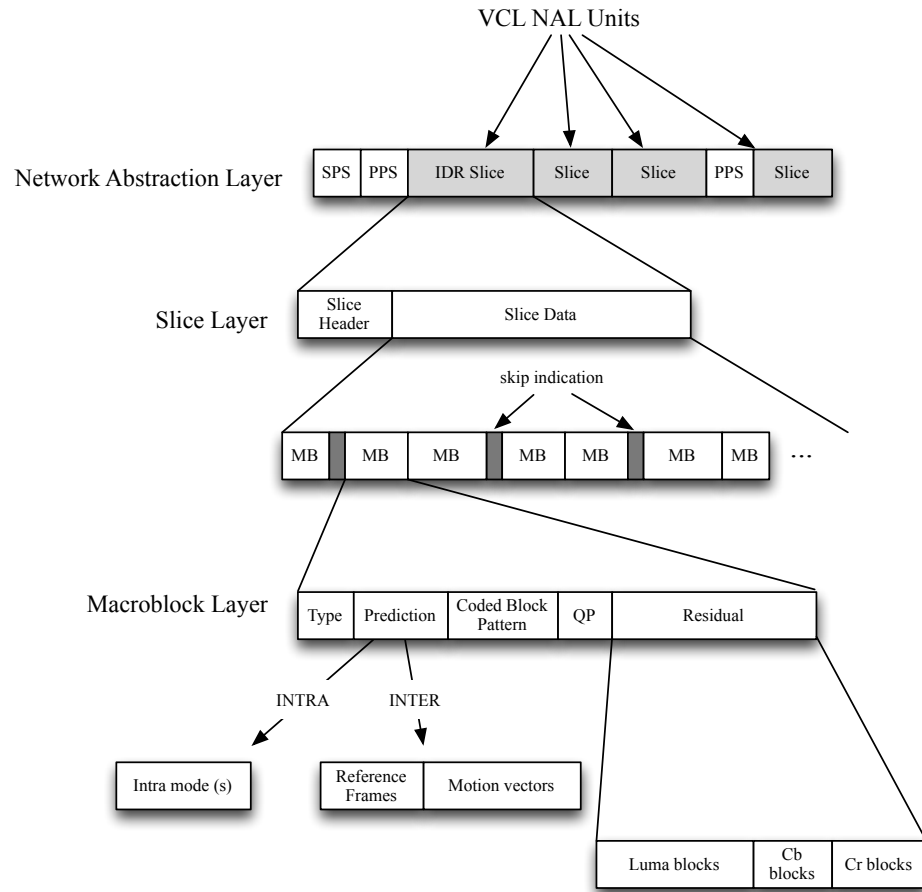 VCL NAL Units
Network Abstraction Layer
SPS
PPS
IDR Slice
Slice
Slice
PPS
Slice
Slice Layer
Slice
Header
Slice Data
skip indication
MB
MB
MB
MB
MB
MB
MB
...
Macroblock Layer
Type
Prediction
Coded Block
Pattern
QP
Residual
INTRA
INTER
Intra mode (s)
Reference
Frames
Motion vectors
Luma blocks
Cb
blocks
Cr blocks